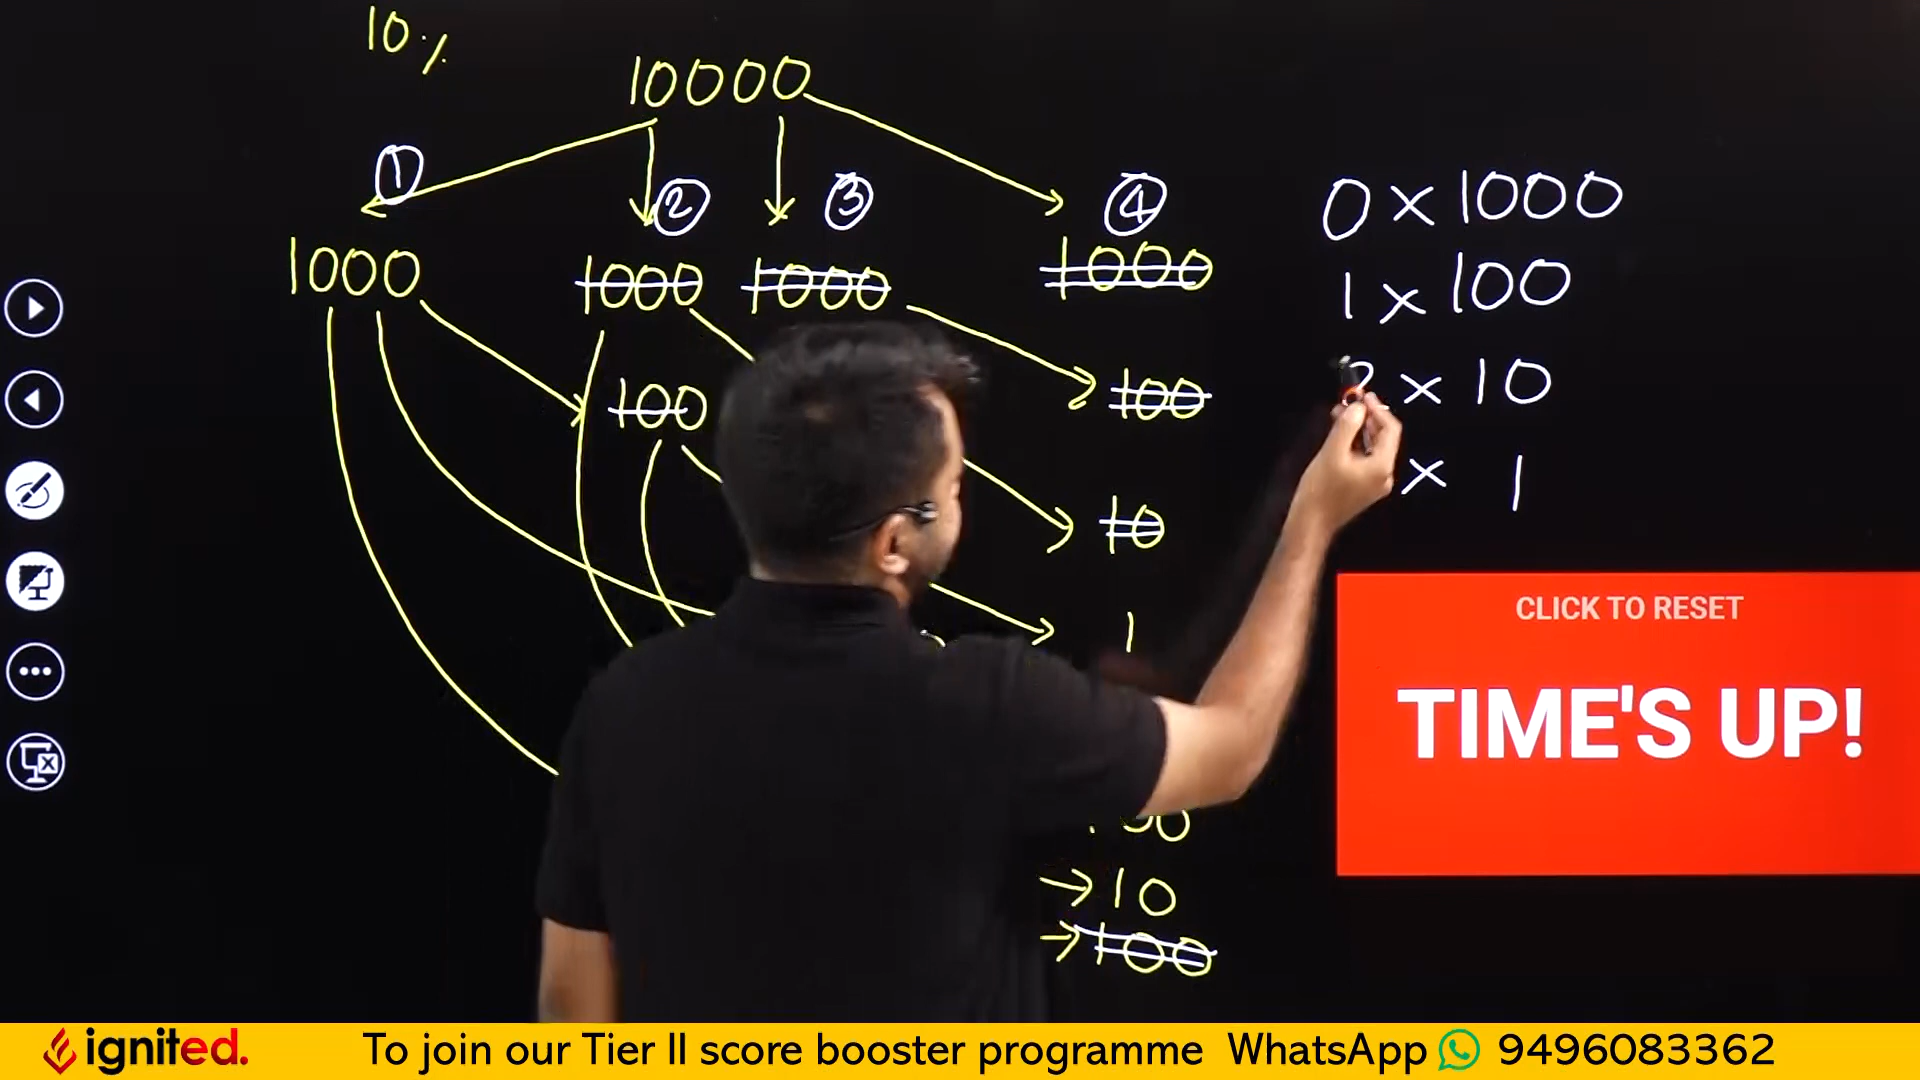 10%
10000
① ② ③ ④
1000 1000 1000 1000
100 100
10
1
10
100
0 × 1000
1 × 100
2 × 10
× 1
CLICK TO RESET
TIME'S UP!
ignited. To join our Tier II score booster programme WhatsApp 9496083362